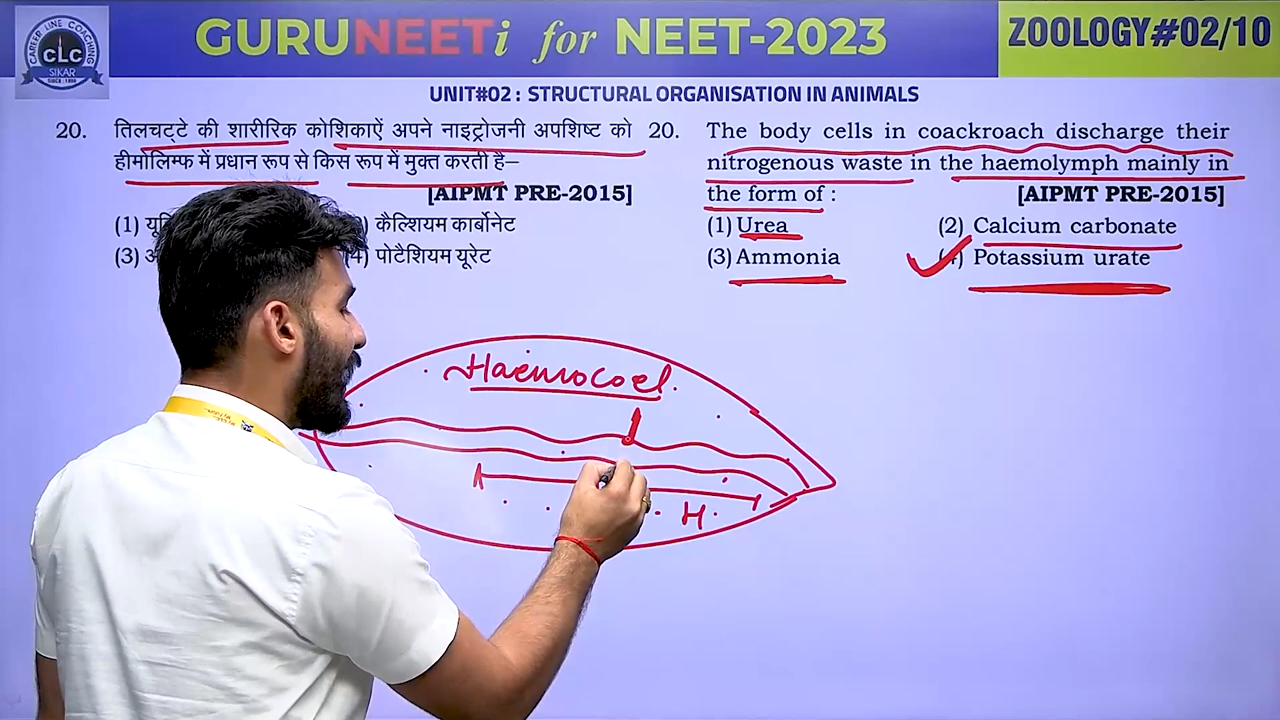 CAREER LINE COACHING
CLC
SIKAR
SINCE 1996
GURUNEETi for NEET-2023
ZOOLOGY#02/10
UNIT#02 : STRUCTURAL ORGANISATION IN ANIMALS
20. तिलचट्टे की शारीरिक कोशिकाऐं अपने नाइट्रोजनी अपशिष्ट को
हीमोलिम्फ में प्रधान रूप से किस रूप में मुक्त करती है–
[AIPMT PRE-2015]
(1)
कैल्शियम कार्बोनेट
(3)
पोटैशियम यूरेट
20. The body cells in coackroach discharge their
nitrogenous waste in the haemolymph mainly in
the form of :
[AIPMT PRE-2015]
(1) Urea
(2) Calcium carbonate
(3) Ammonia
(4) Potassium urate
Haemocoel
H